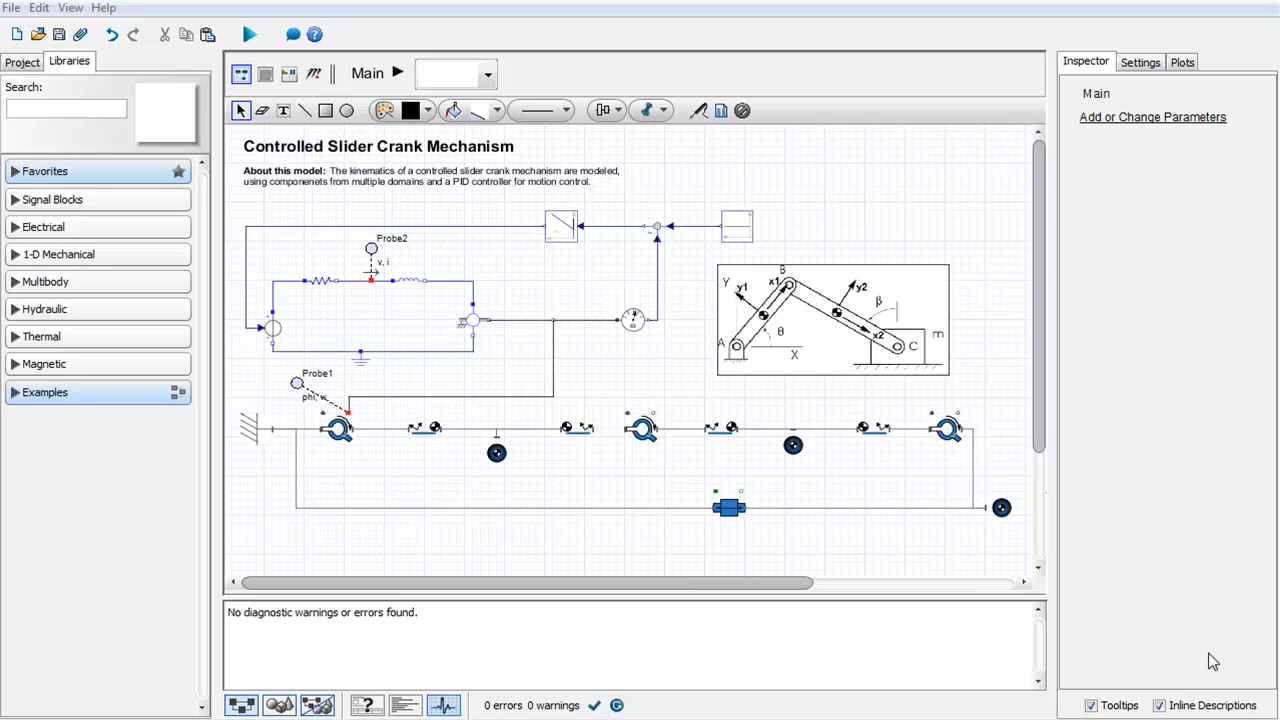 File Edit View Help
Main
Project Libraries
Search:
Favorites
Signal Blocks
Electrical
1-D Mechanical
Multibody
Hydraulic
Thermal
Magnetic
Examples
Controlled Slider Crank Mechanism
About this model: The kinematics of a controlled slider crank mechanism are modeled,
using componenets from multiple domains and a PID controller for motion control.
Probe2
v, i
Probe1
phi, w
Y
y1
x1
B
y2
β
θ
A
X
x2
C
m
No diagnostic warnings or errors found.
0 errors 0 warnings
Inspector Settings Plots
Main
Add or Change Parameters
Tooltips Inline Descriptions